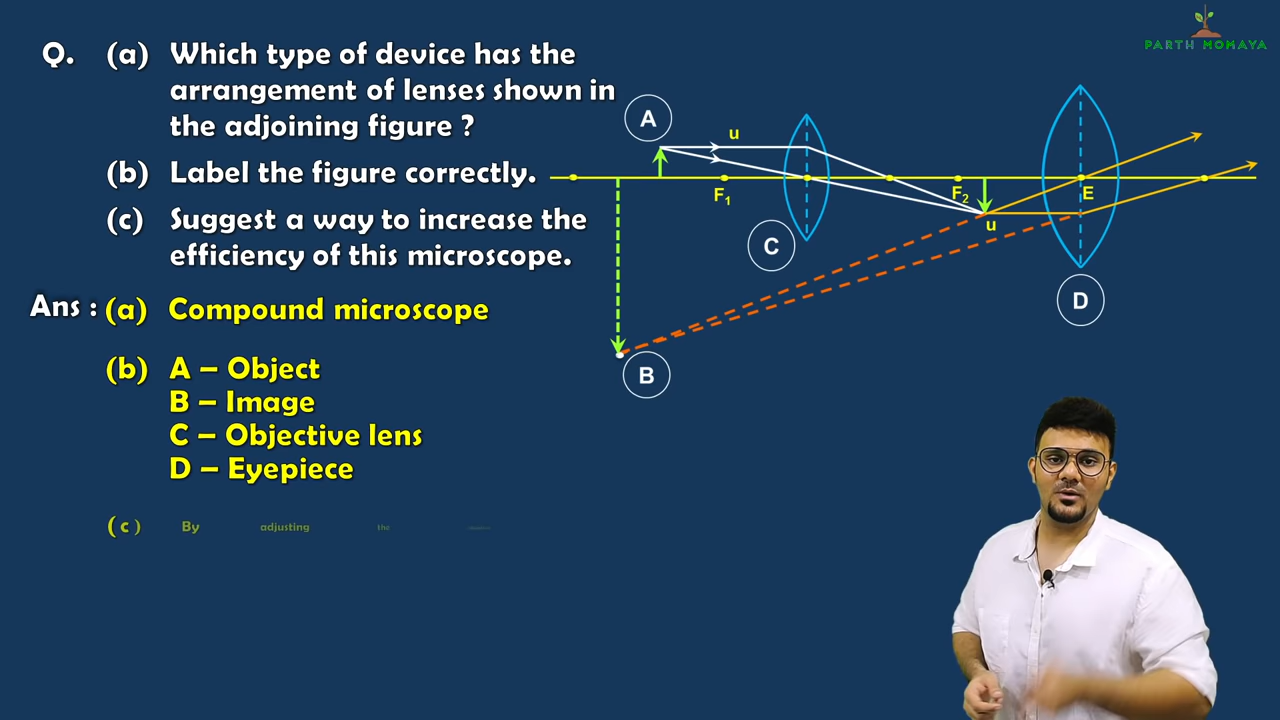 PARTH MOMAYA
Q. (a) Which type of device has the
arrangement of lenses shown in
the adjoining figure ?
(b) Label the figure correctly.
(c) Suggest a way to increase the
efficiency of this microscope.
Ans : (a) Compound microscope
(b) A – Object
B – Image
C – Objective lens
D – Eyepiece
(c) By adjusting the
A
u
F1
C
F2
u
E
D
B